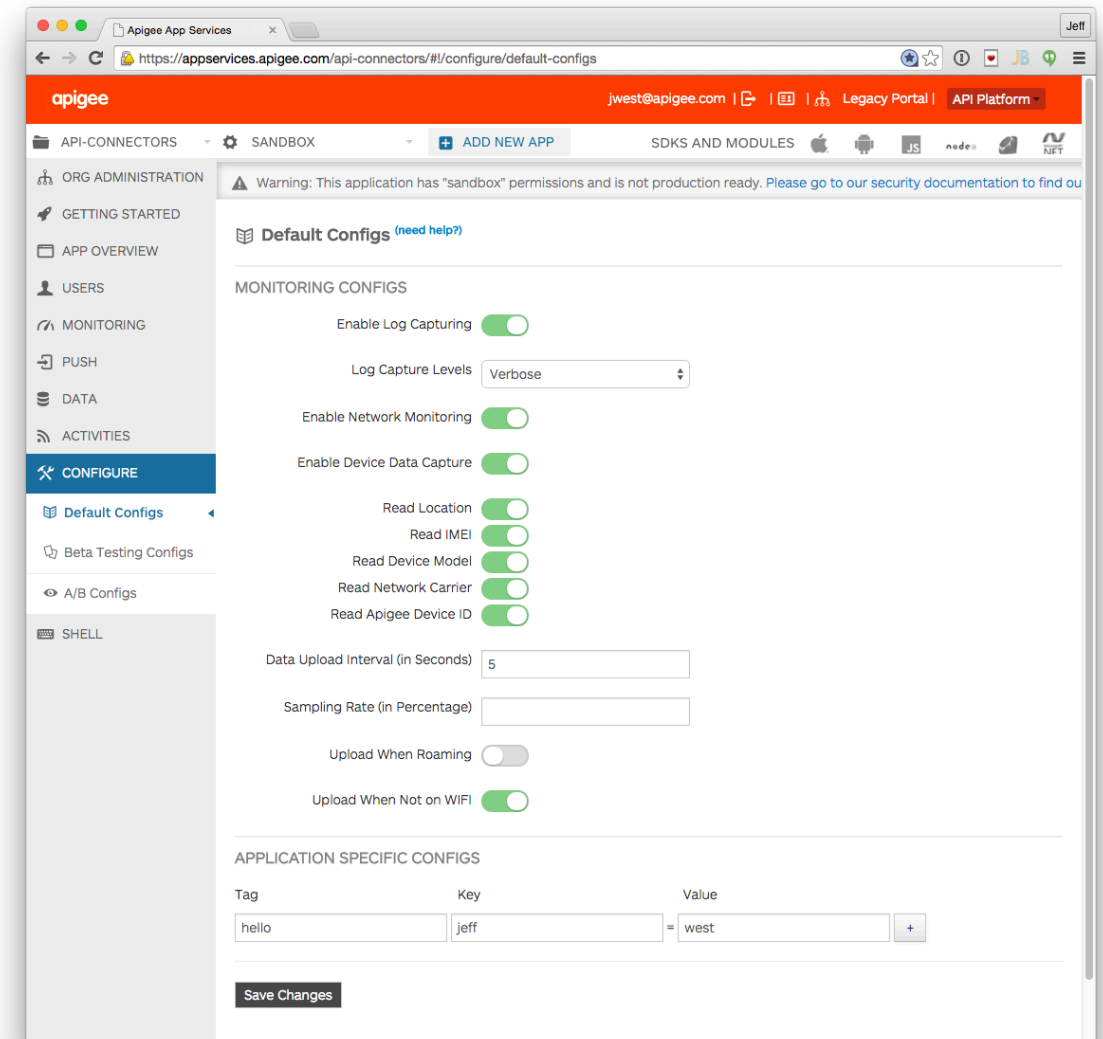 Apigee App Services
Jeff
https://appservices.apigee.com/api-connectors/#!/configure/default-configs
JB
apigee
jwest@apigee.com | | | Legacy Portal | API Platform
API-CONNECTORS SANDBOX ADD NEW APP SDKS AND MODULES JS node NET
ORG ADMINISTRATION
Warning: This application has "sandbox" permissions and is not production ready. Please go to our security documentation to find ou
GETTING STARTED
APP OVERVIEW
USERS
MONITORING
PUSH
DATA
ACTIVITIES
CONFIGURE
Default Configs
Beta Testing Configs
A/B Configs
SHELL
Default Configs (need help?)
MONITORING CONFIGS
Enable Log Capturing
Log Capture Levels Verbose
Enable Network Monitoring
Enable Device Data Capture
Read Location
Read IMEI
Read Device Model
Read Network Carrier
Read Apigee Device ID
Data Upload Interval (in Seconds) 5
Sampling Rate (in Percentage)
Upload When Roaming
Upload When Not on WIFI
APPLICATION SPECIFIC CONFIGS
Tag Key Value
hello jeff = west +
Save Changes